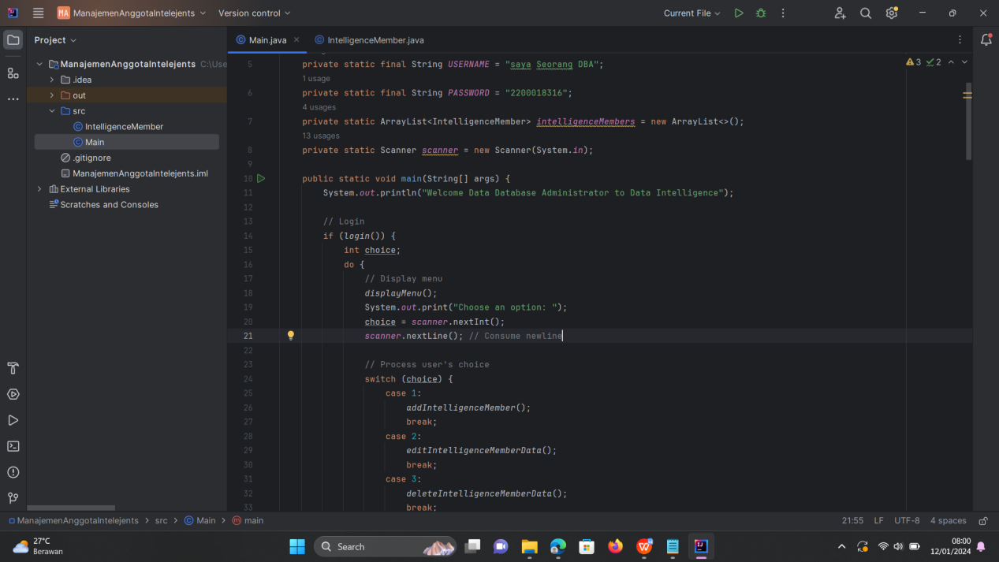 MA ManajemenAnggotaIntelejents Version control Current File
Project
Main.java IntelligenceMember.java
ManajemenAnggotaIntelejents C:\Use
.idea
out
src
IntelligenceMember
Main
.gitignore
ManajemenAnggotaIntelejents.iml
External Libraries
Scratches and Consoles
3 2
5 private static final String USERNAME = "saya Seorang DBA";
1 usage
6 private static final String PASSWORD = "2200018316";
4 usages
7 private static ArrayList<IntelligenceMember> intelligenceMembers = new ArrayList<>();
13 usages
8 private static Scanner scanner = new Scanner(System.in);
9
10 public static void main(String[] args) {
11 System.out.println("Welcome Data Database Administrator to Data Intelligence");
12
13 // Login
14 if (login()) {
15 int choice;
16 do {
17 // Display menu
18 displayMenu();
19 System.out.print("Choose an option: ");
20 choice = scanner.nextInt();
21 scanner.nextLine(); // Consume newline
22
23 // Process user's choice
24 switch (choice) {
25 case 1:
26 addIntelligenceMember();
27 break;
28 case 2:
29 editIntelligenceMemberData();
30 break;
31 case 3:
32 deleteIntelligenceMemberData();
33 break;
ManajemenAnggotaIntelejents > src > Main > main
21:55 LF UTF-8 4 spaces
27°C
Berawan
Search
08:00
12/01/2024